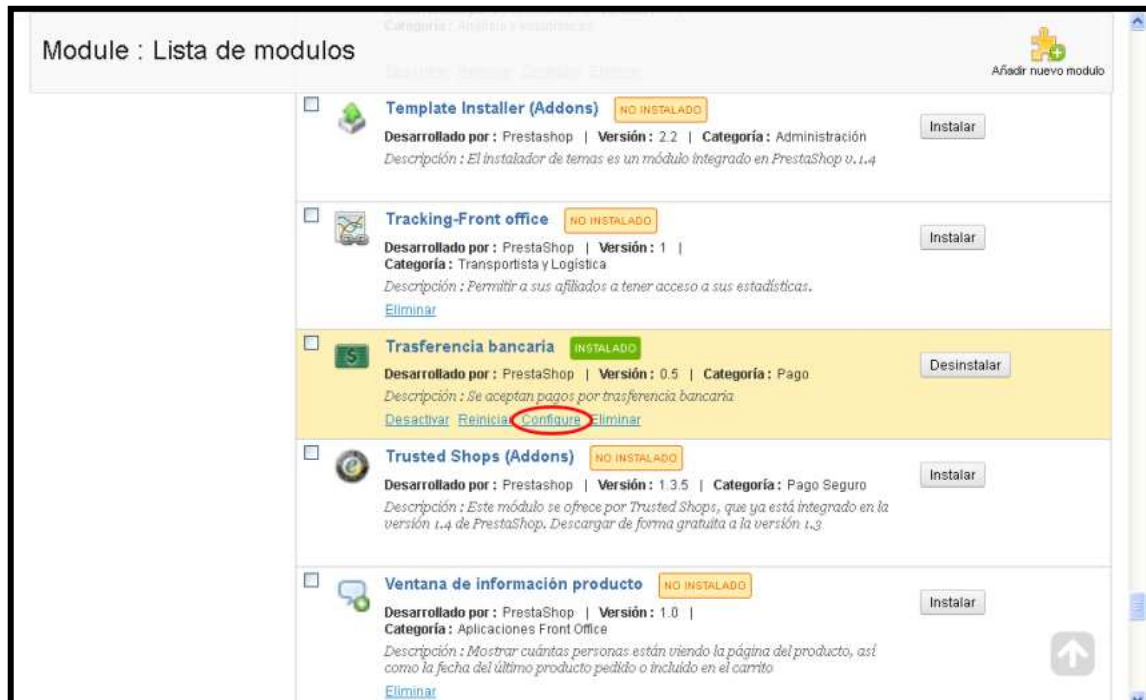 Module : Lista de modulos
Añadir nuevo modulo
Template Installer (Addons) NO INSTALADO
Instalar
Desarrollado por : Prestashop | Versión : 2.2 | Categoría : Administración
Descripción : El instalador de temas es un módulo integrado en PrestaShop v.1.4
Tracking-Front office NO INSTALADO
Instalar
Desarrollado por : PrestaShop | Versión : 1 |
Categoría : Transportista y Logística
Descripción : Permitir a sus afiliados a tener acceso a sus estadísticas.
Eliminar
Trasferencia bancaria INSTALADO
Desinstalar
Desarrollado por : PrestaShop | Versión : 0.5 | Categoría : Pago
Descripción : Se aceptan pagos por trasferencia bancaria
Desactivar Reiniciar Configure Eliminar
Trusted Shops (Addons) NO INSTALADO
Instalar
Desarrollado por : Prestashop | Versión : 1.3.5 | Categoría : Pago Seguro
Descripción : Este módulo se ofrece por Trusted Shops, que ya está integrado en la
versión 1.4 de PrestaShop. Descargar de forma gratuita a la versión 1.3
Ventana de información producto NO INSTALADO
Instalar
Desarrollado por : PrestaShop | Versión : 1.0 |
Categoría : Aplicaciones Front Office
Descripción : Mostrar cuántas personas están viendo la página del producto, así
como la fecha del último producto pedido o incluido en el carrito
Eliminar